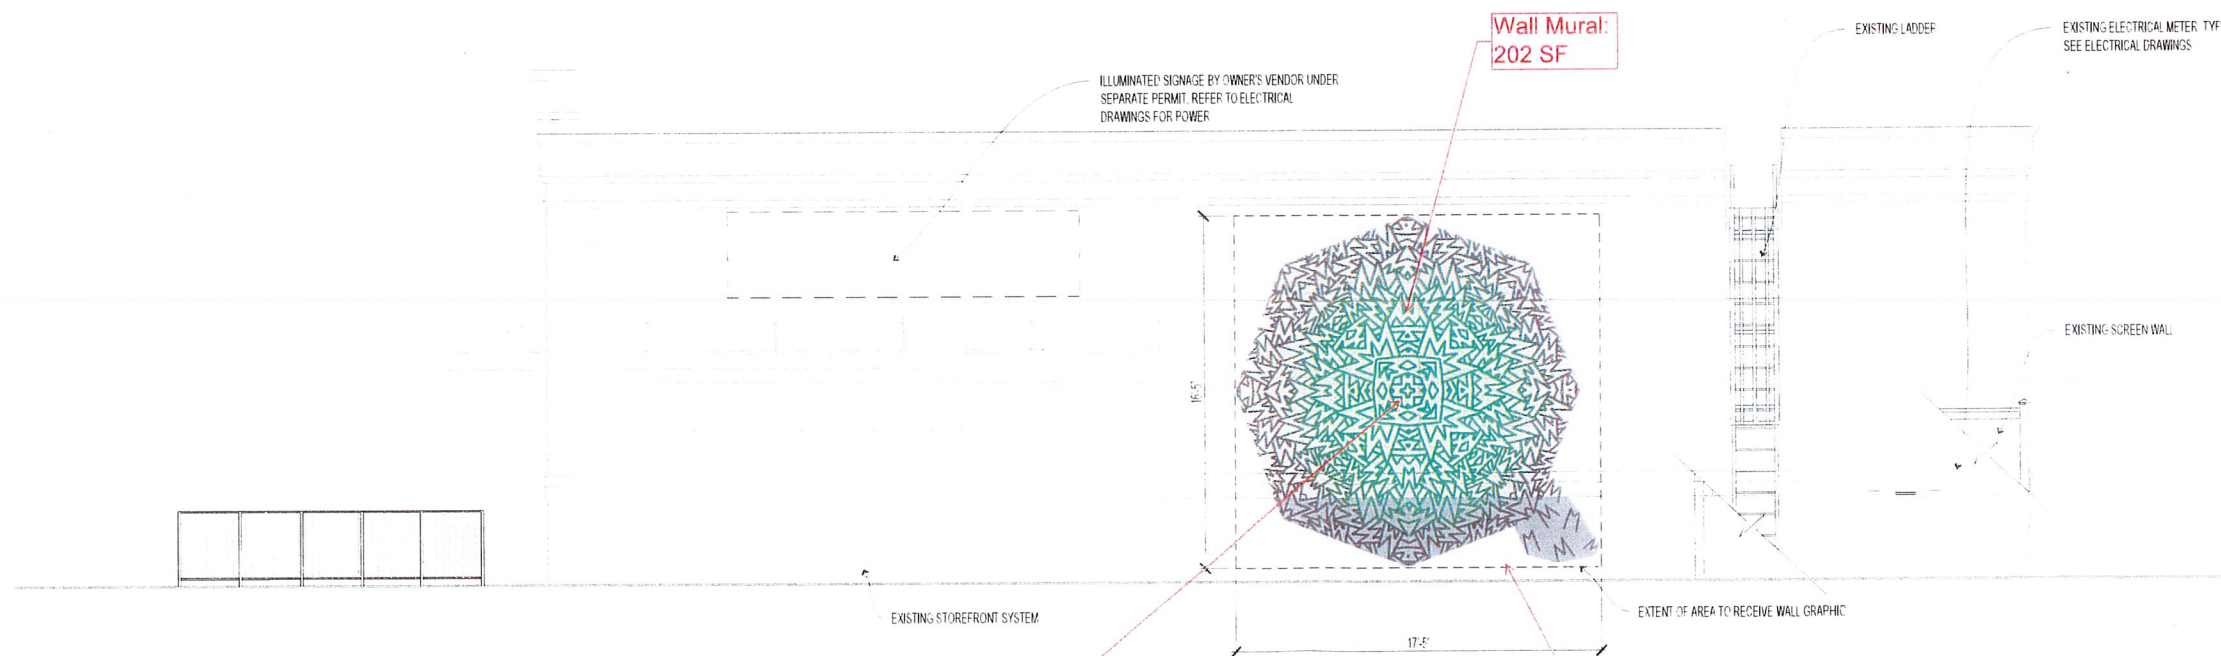 Wall Mural:
202 SF
EXISTING LADDER
EXISTING ELECTRICAL METER, TYP
SEE ELECTRICAL DRAWINGS
ILLUMINATED SIGNAGE BY OWNER'S VENDOR UNDER
SEPARATE PERMIT. REFER TO ELECTRICAL
DRAWINGS FOR POWER
16'-5"
EXISTING SCREEN WALL
EXISTING STOREFRONT SYSTEM
EXTENT OF AREA TO RECEIVE WALL GRAPHIC
17'-5"